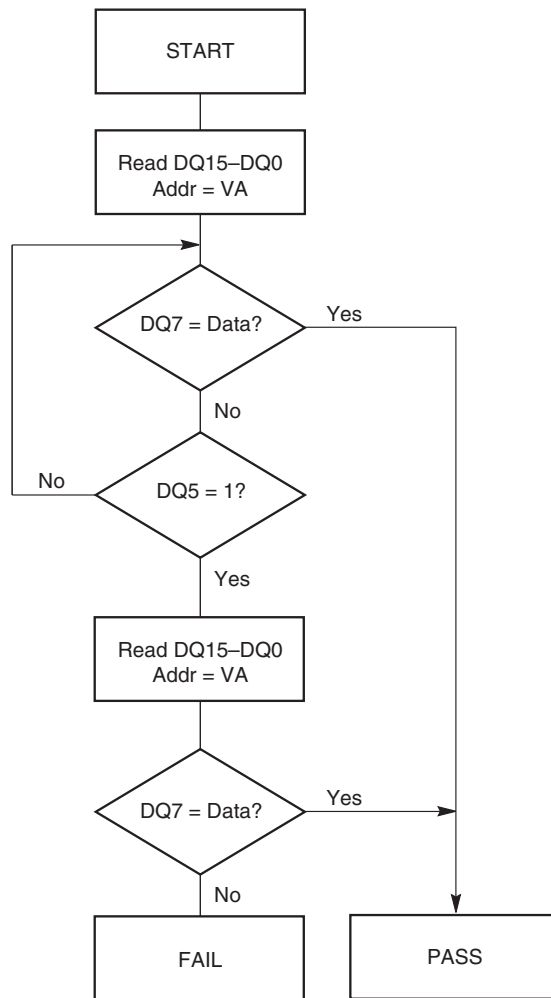 START
Read DQ15–DQ0
Addr = VA
DQ7 = Data?
Yes
No
No
DQ5 = 1?
Yes
Read DQ15–DQ0
Addr = VA
DQ7 = Data?
Yes
No
FAIL
PASS